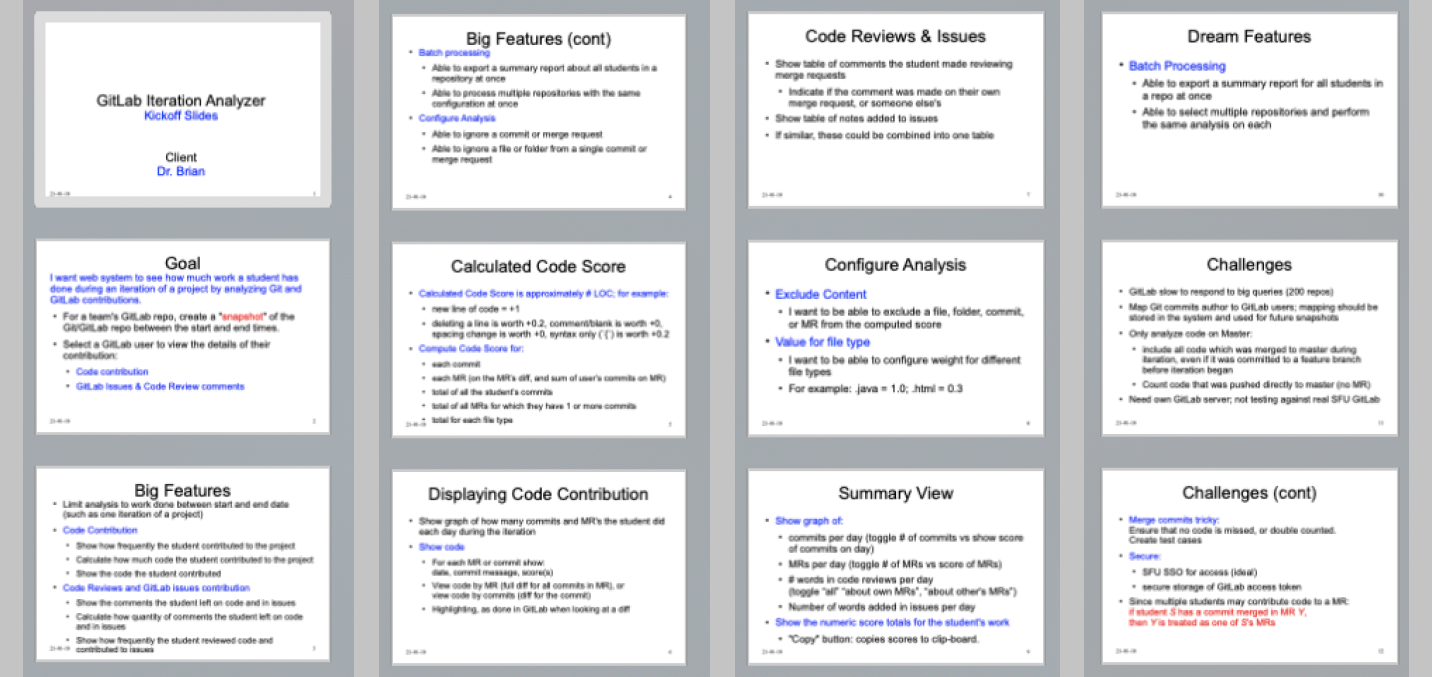 GitLab Iteration Analyzer
Kickoff Slides
Client
Dr. Brian
1
Goal
I want web system to see how much work a student has
done during an iteration of a project by analyzing Git and
GitLab contributions.
• For a team's GitLab repo, create a "snapshot" of the
Git/GitLab repo between the start and end times.
• Select a GitLab user to view the details of their
contribution:
• Code contribution
• GitLab Issues & Code Review comments
2
Big Features
• Limit analysis to work done between start and end date
(such as one iteration of a project)
• Code Contribution
• Show how frequently the student contributed to the project
• Calculate how much code the student contributed to the project
• Show the code the student contributed
• Code Reviews and GitLab issues contribution
• Show the comments the student left on code and in issues
• Calculate how quantity of comments the student left on code
and in issues
• Show how frequently the student reviewed code and
contributed to issues
3
Big Features (cont)
• Batch processing
• Able to export a summary report about all students in a
repository at once
• Able to process multiple repositories with the same
configuration at once
• Configure Analysis
• Able to ignore a commit or merge request
• Able to ignore a file or folder from a single commit or
merge request
4
Calculated Code Score
• Calculated Code Score is approximately # LOC; for example:
• new line of code = +1
• deleting a line is worth +0.2, comment/blank is worth +0,
spacing change is worth +0, syntax only ('{') is worth +0.2
• Compute Code Score for:
• each commit
• each MR (on the MR's diff, and sum of user's commits on MR)
• total of all the student's commits
• total of all MRs for which they have 1 or more commits
• total for each file type
5
Displaying Code Contribution
• Show graph of how many commits and MR's the student did
each day during the iteration
• Show code
• For each MR or commit show:
date, commit message, score(s)
• View code by MR (full diff for all commits in MR), or
view code by commits (diff for the commit)
• Highlighting, as done in GitLab when looking at a diff
6
Code Reviews & Issues
• Show table of comments the student made reviewing
merge requests
• Indicate if the comment was made on their own
merge request, or someone else's
• Show table of notes added to issues
• If similar, these could be combined into one table
7
Configure Analysis
• Exclude Content
• I want to be able to exclude a file, folder, commit,
or MR from the computed score
• Value for file type
• I want to be able to configure weight for different
file types
• For example: .java = 1.0; .html = 0.3
8
Summary View
• Show graph of:
• commits per day (toggle # of commits vs show score
of commits on day)
• MRs per day (toggle # of MRs vs score of MRs)
• # words in code reviews per day
(toggle "all" "about own MRs", "about other's MRs")
• Number of words added in issues per day
• Show the numeric score totals for the student's work
• "Copy" button: copies scores to clip-board.
9
Dream Features
• Batch Processing
• Able to export a summary report for all students in
a repo at once
• Able to select multiple repositories and perform
the same analysis on each
10
Challenges
• GitLab slow to respond to big queries (200 repos)
• Map Git commits author to GitLab users; mapping should be
stored in the system and used for future snapshots
• Only analyze code on Master:
• include all code which was merged to master during
iteration, even if it was committed to a feature branch
before iteration began
• Count code that was pushed directly to master (no MR)
• Need own GitLab server; not testing against real SFU GitLab
11
Challenges (cont)
• Merge commits tricky:
Ensure that no code is missed, or double counted.
Create test cases
• Secure:
• SFU SSO for access (ideal)
• secure storage of GitLab access token
• Since multiple students may contribute code to a MR:
if student S has a commit merged in MR Y,
then Y is treated as one of S's MRs
12